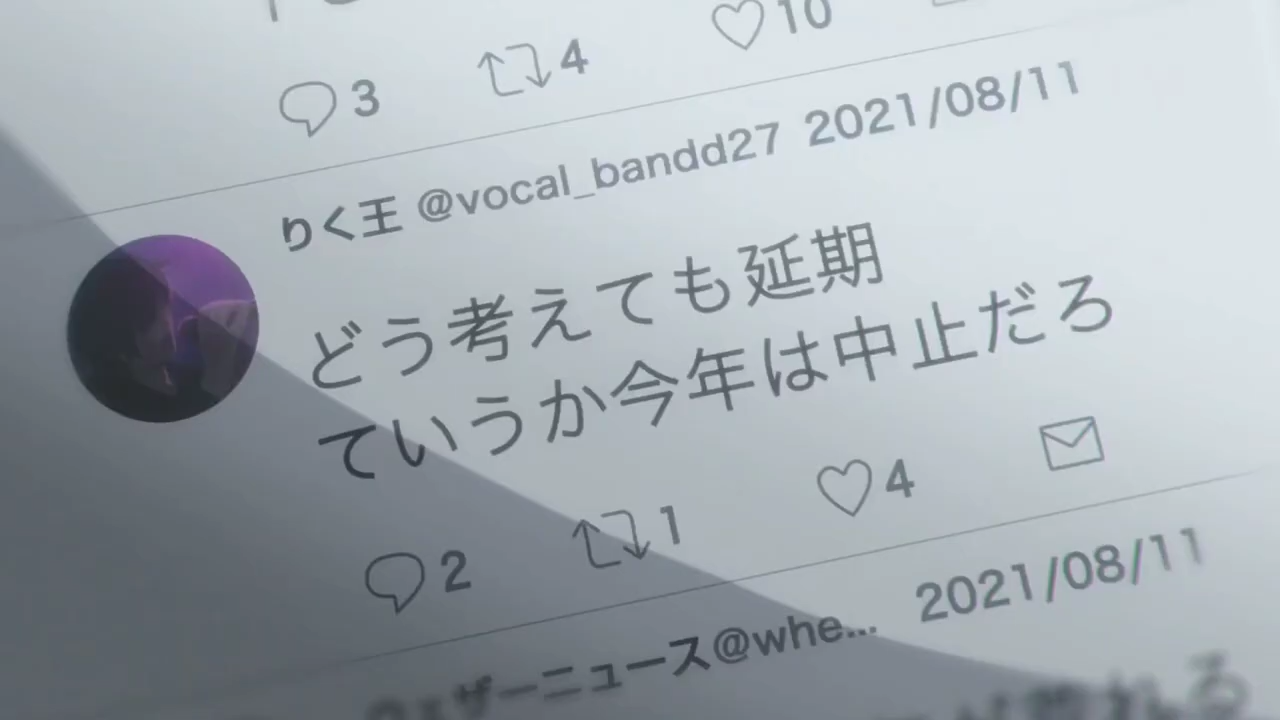 3 4 10
りく王 @vocal_bandd27 2021/08/11
どう考えても延期
ていうか今年は中止だろ
2 1 4
ザーニュース@whe... 2021/08/11